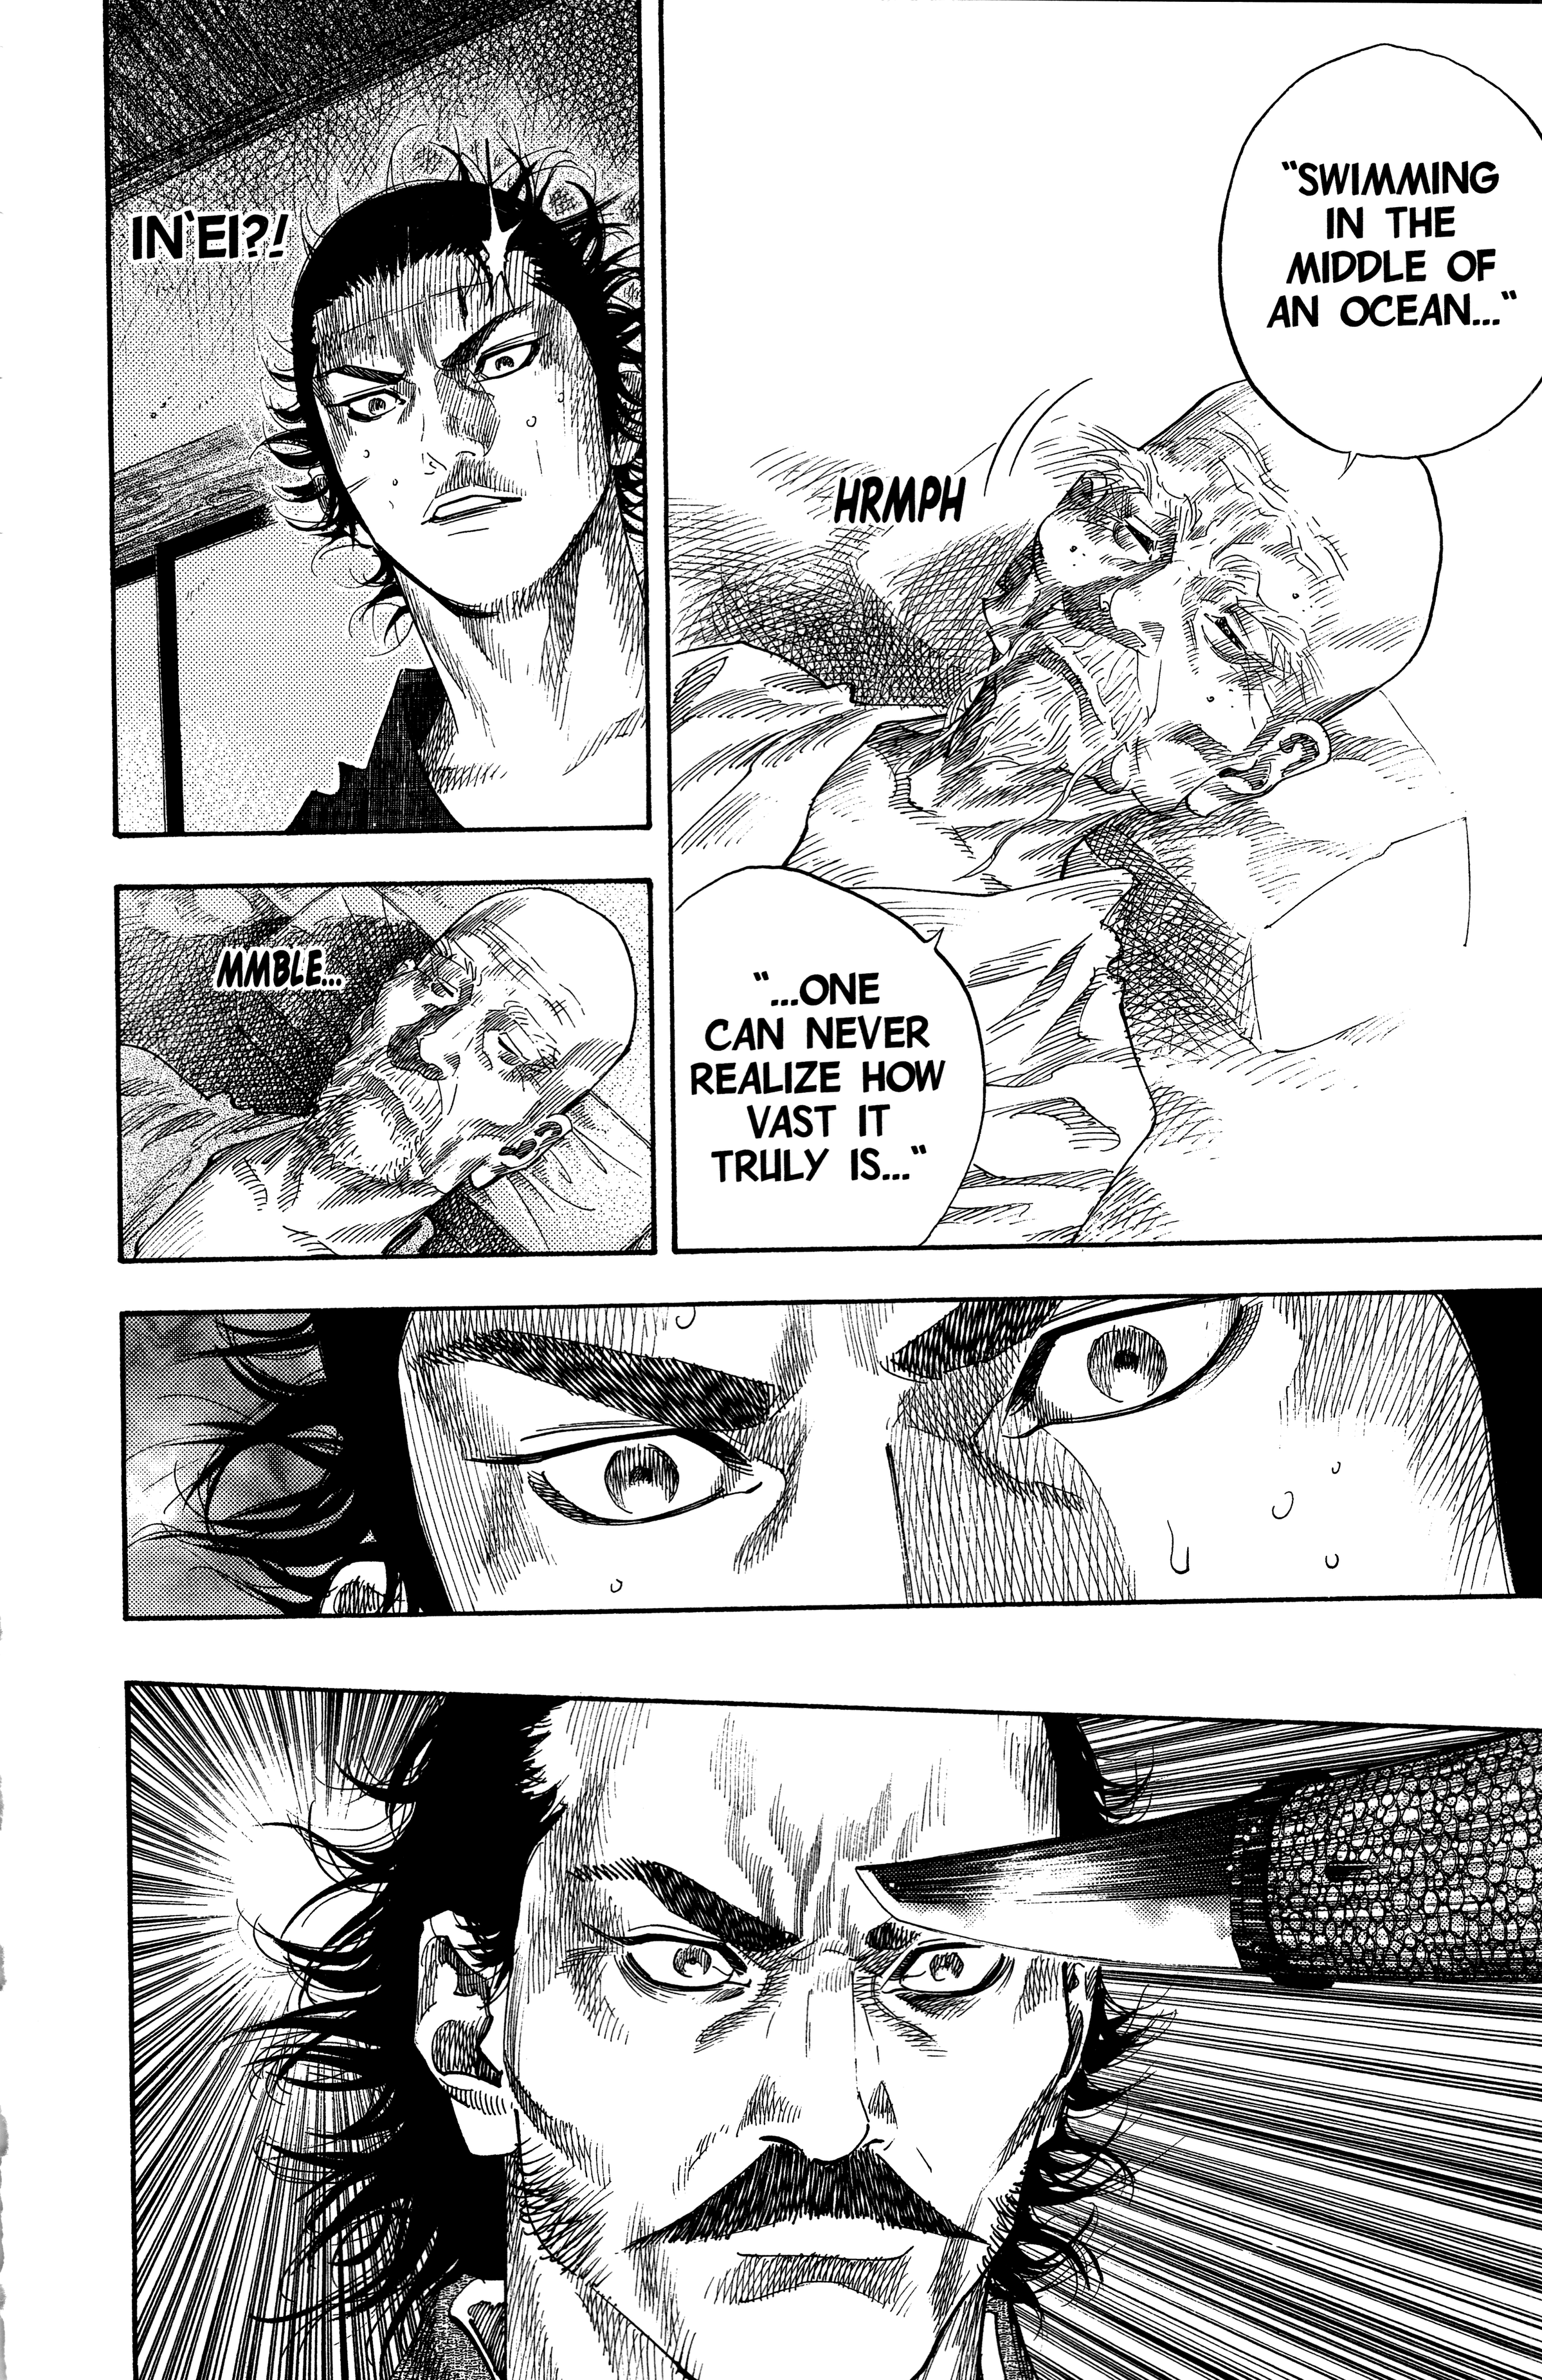 "SWIMMING
IN THE
MIDDLE OF
AN OCEAN..."
HRMPH
"...ONE
CAN NEVER
REALIZE HOW
VAST IT
TRULY IS..."
IN'EI?!
MMBLE...